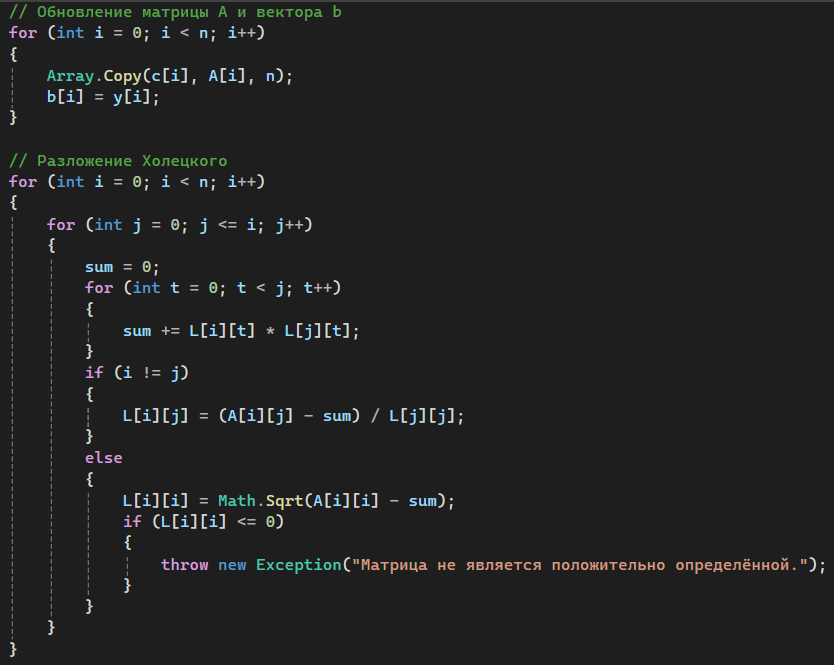 // Обновление матрицы A и вектора b
for (int i = 0; i < n; i++)
{
    Array.Copy(c[i], A[i], n);
    b[i] = y[i];
}

// Разложение Холецкого
for (int i = 0; i < n; i++)
{
    for (int j = 0; j <= i; j++)
    {
        sum = 0;
        for (int t = 0; t < j; t++)
        {
            sum += L[i][t] * L[j][t];
        }
        if (i != j)
        {
            L[i][j] = (A[i][j] - sum) / L[j][j];
        }
        else
        {
            L[i][i] = Math.Sqrt(A[i][i] - sum);
            if (L[i][i] <= 0)
            {
                throw new Exception("Матрица не является положительно определённой.");
            }
        }
    }
}